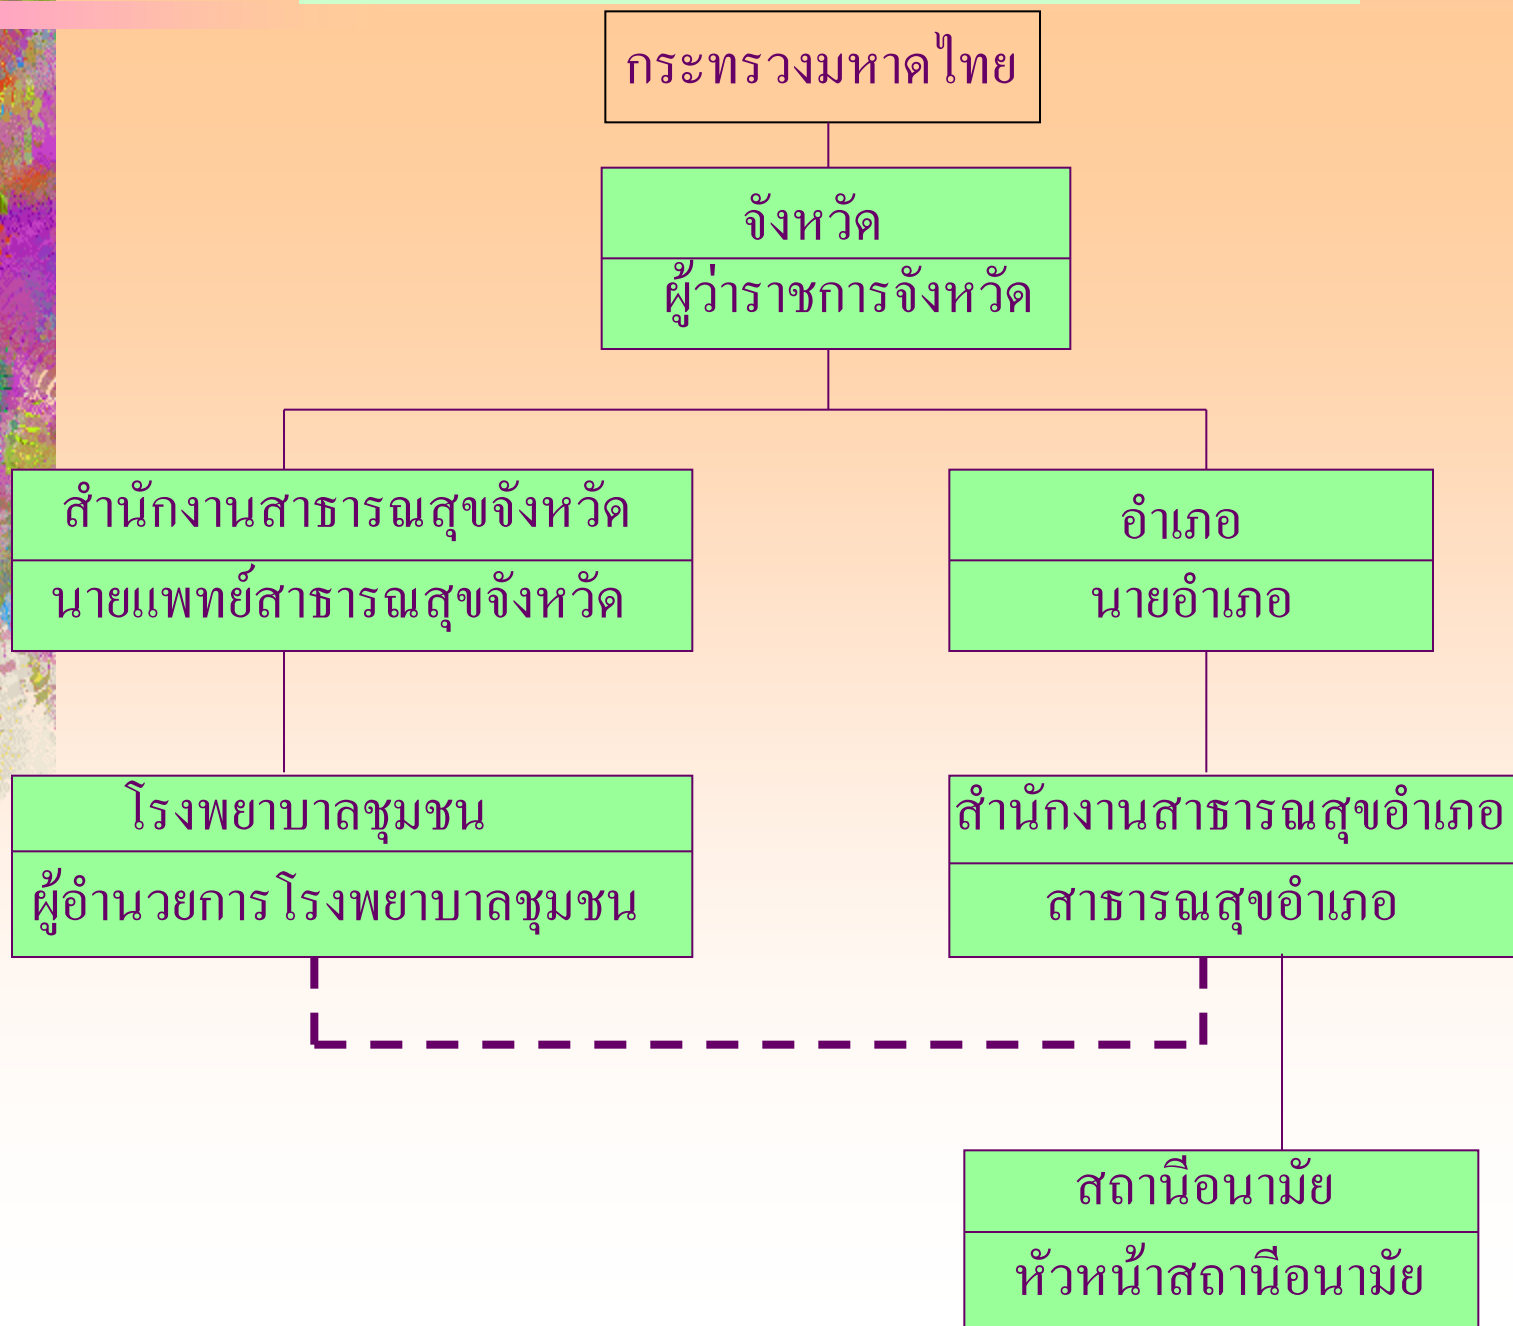 กระทรวงมหาดไทย
จังหวัด
ผู้ว่าราชการจังหวัด
สำนักงานสาธารณสุขจังหวัด
นายแพทย์สาธารณสุขจังหวัด
อำเภอ
นายอำเภอ
โรงพยาบาลชุมชน
ผู้อำนวยการโรงพยาบาลชุมชน
สำนักงานสาธารณสุขอำเภอ
สาธารณสุขอำเภอ
สถานีอนามัย
หัวหน้าสถานีอนามัย